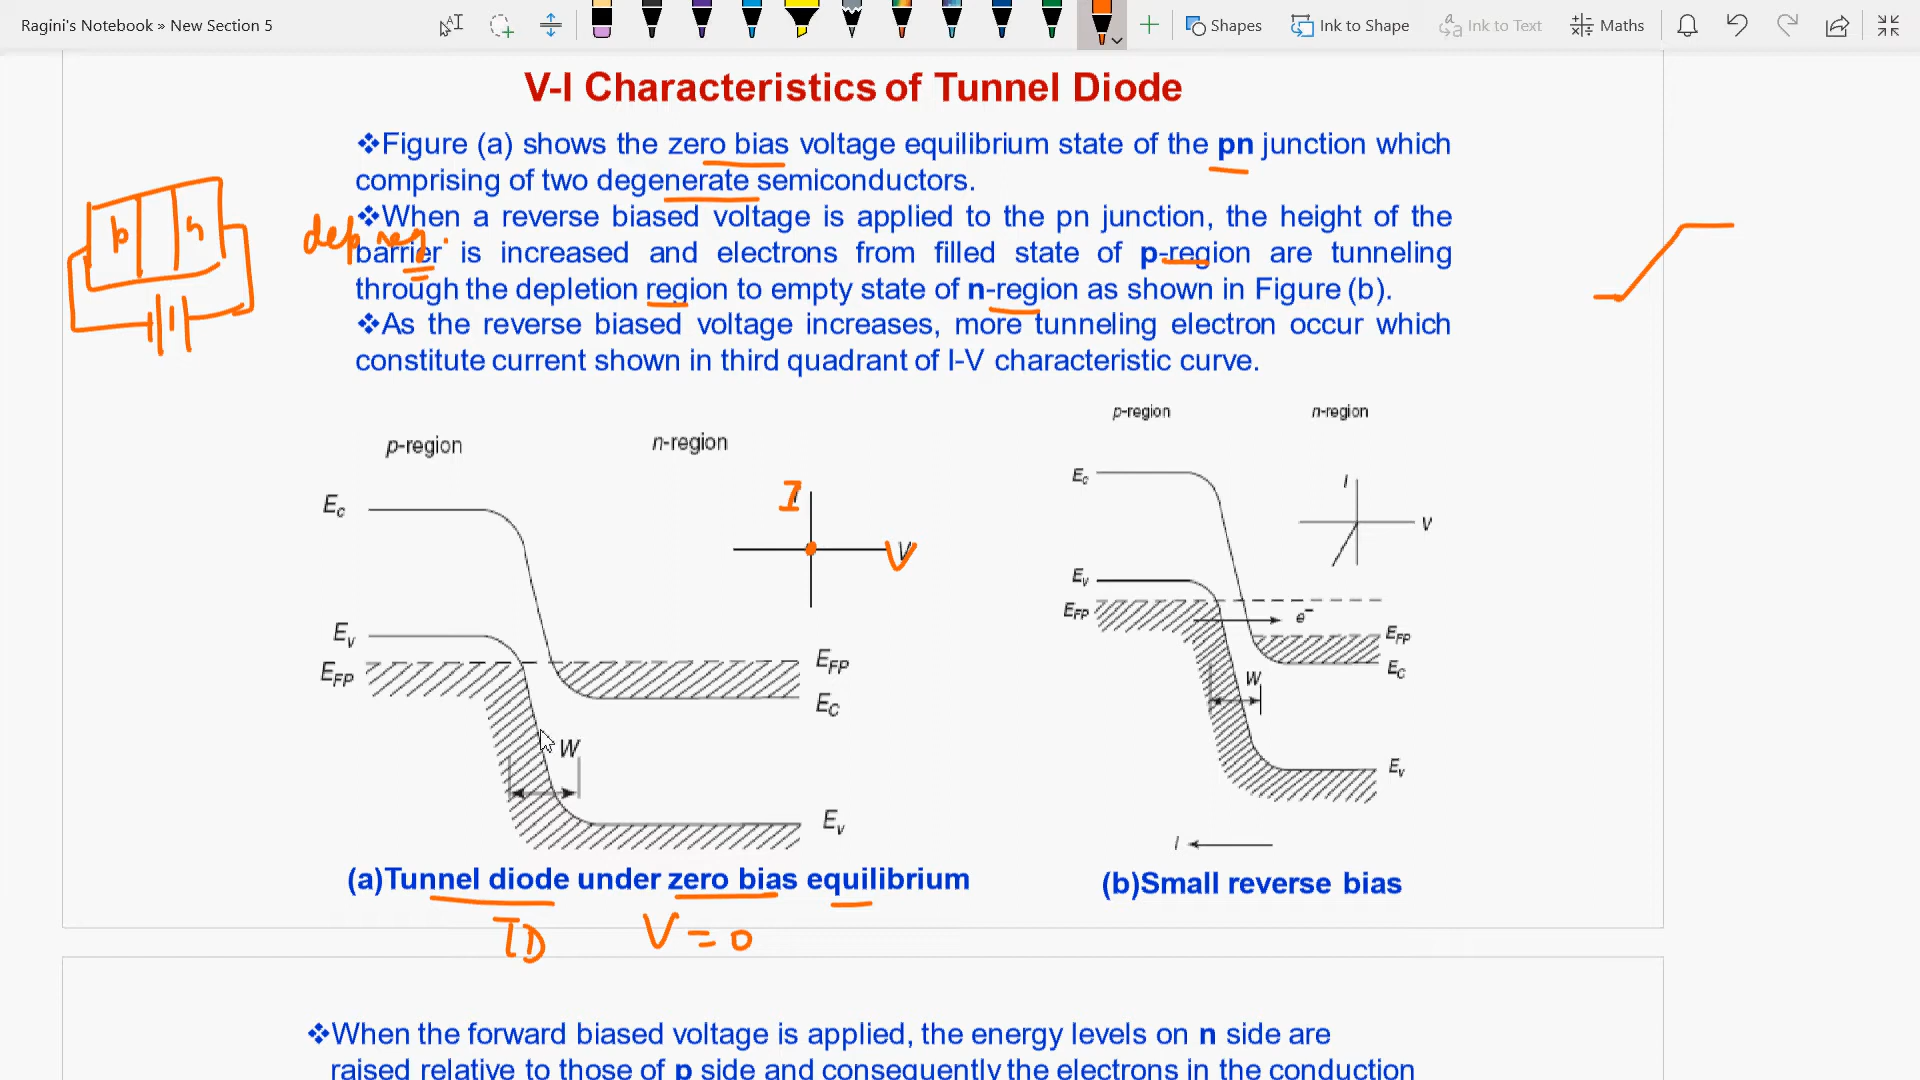 Ragini's Notebook » New Section 5
Shapes
Ink to Shape
Ink to Text
Maths
V-I Characteristics of Tunnel Diode
❖Figure (a) shows the zero bias voltage equilibrium state of the pn junction which
comprising of two degenerate semiconductors.
❖When a reverse biased voltage is applied to the pn junction, the height of the
barrier is increased and electrons from filled state of p-region are tunneling
through the depletion region to empty state of n-region as shown in Figure (b).
❖As the reverse biased voltage increases, more tunneling electron occur which
constitute current shown in third quadrant of I-V characteristic curve.
p n
dep reg.
p-region
n-region
I
V
Ec
Ev
EFP
EFP
EC
W
Ev
(a)Tunnel diode under zero bias equilibrium
TD
V = 0
p-region
n-region
I
V
Ec
Ev
EFP
e−
EFP
EC
W
Ev
I
(b)Small reverse bias
❖When the forward biased voltage is applied, the energy levels on n side are
raised relative to those of p side and consequently the electrons in the conduction